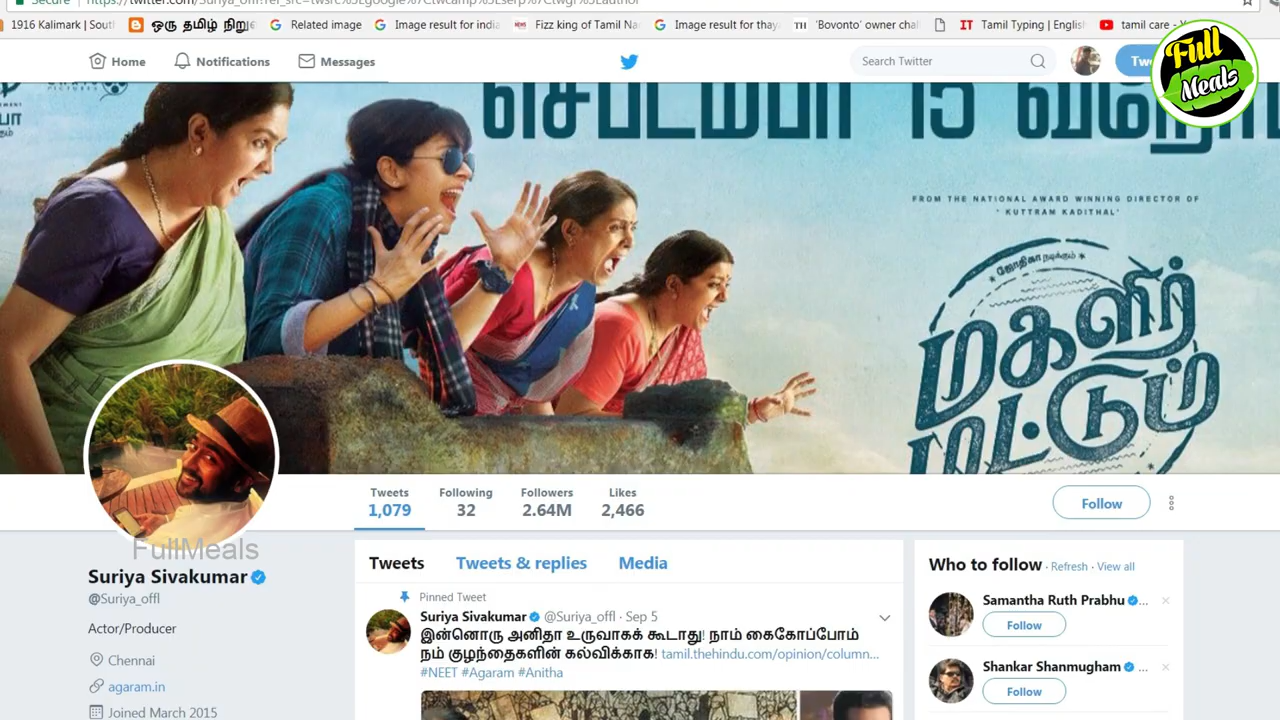 1916 Kalimark | South
ஒரு தமிழ் நிறு
Related image
Image result for india
Fizz king of Tamil Na
Image result for thay
'Bovonto' owner chal
Tamil Typing | English
tamil care - Y
Home
Notifications
Messages
Search Twitter
Full
Meals
15
FROM THE NATIONAL AWARD WINNING DIRECTOR OF
' KUTTRAM KADITHAL'
ஜோதிகா நடிக்கும்
மகளிர்
மட்டும்
Tweets
1,079
Following
32
Followers
2.64M
Likes
2,466
Follow
FullMeals
Suriya Sivakumar
@Suriya_offl
Actor/Producer
Chennai
agaram.in
Joined March 2015
Tweets
Tweets & replies
Media
Pinned Tweet
Suriya Sivakumar @Suriya_offl · Sep 5
இன்னொரு அனிதா உருவாகக் கூடாது! நாம் கைகோப்போம்
நம் குழந்தைகளின் கல்விக்காக! tamil.thehindu.com/opinion/column...
#NEET #Agaram #Anitha
Who to follow · Refresh · View all
Samantha Ruth Prabhu ...
Follow
Shankar Shanmugham ...
Follow